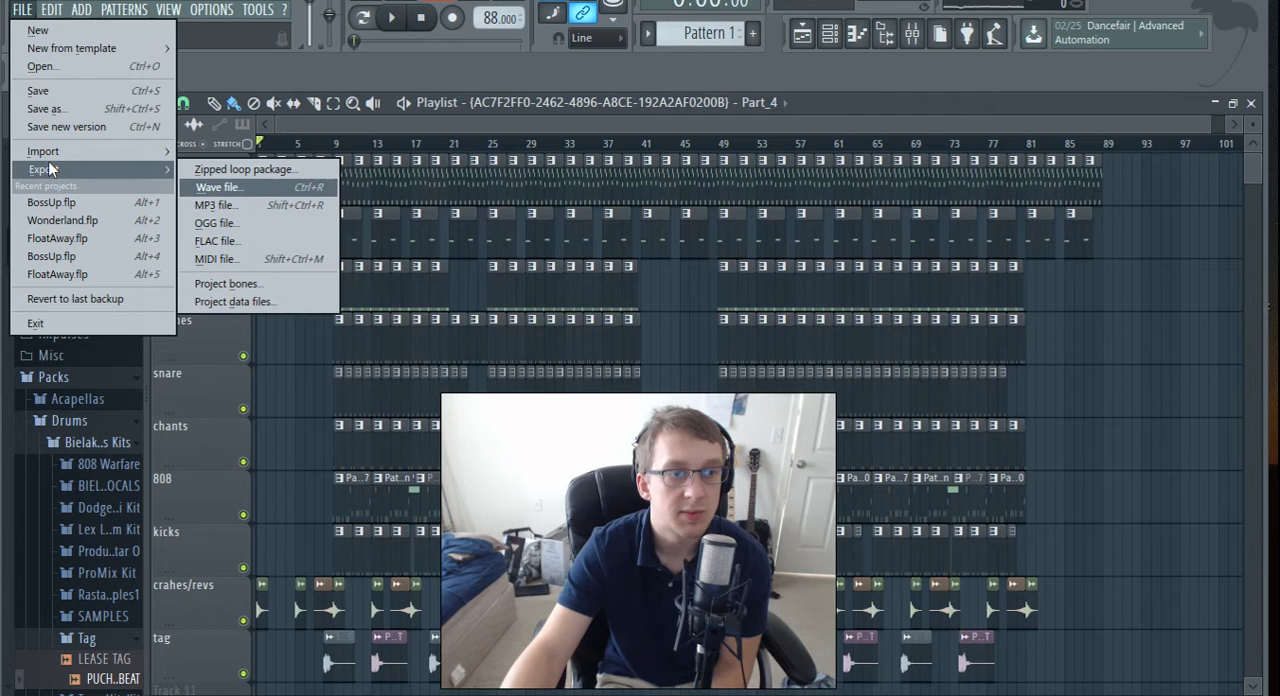 FILE EDIT ADD PATTERNS VIEW OPTIONS TOOLS ?
88.000
Line
Pattern 1
02/25 Dancefair | Advanced
Automation
New
New from template
Open... Ctrl+O
Save Ctrl+S
Save as... Shift+Ctrl+S
Save new version Ctrl+N
Import
Recent projects
BossUp.flp Alt+1
Wonderland.flp Alt+2
FloatAway.flp Alt+3
BossUp.flp Alt+4
FloatAway.flp Alt+5
Revert to last backup
Exit
Zipped loop package...
Wave file... Ctrl+R
MP3 file... Shift+Ctrl+R
OGG file...
FLAC file...
MIDI file... Shift+Ctrl+M
Project bones...
Project data files...
Playlist - {AC7F2FF0-2462-4896-A8CE-192A2AF0200B} - Part_4
CROSS STRETCH
5 9 13 17 21 25 29 33 37 41 45 49 53 57 61 65 69 73 77 81 85 89 93 97 101
Misc
Packs
Acapellas
Drums
Bielak..s Kits
808 Warfare
BIEL..OCALS
Dodge..i Kit
Lex L..m Kit
Produ..tar O
ProMix Kit
Rasta..ples1
SAMPLES
Tag
LEASE TAG
PUCH..BEAT
snare
chants
808
kicks
crahes/revs
tag
Track 11